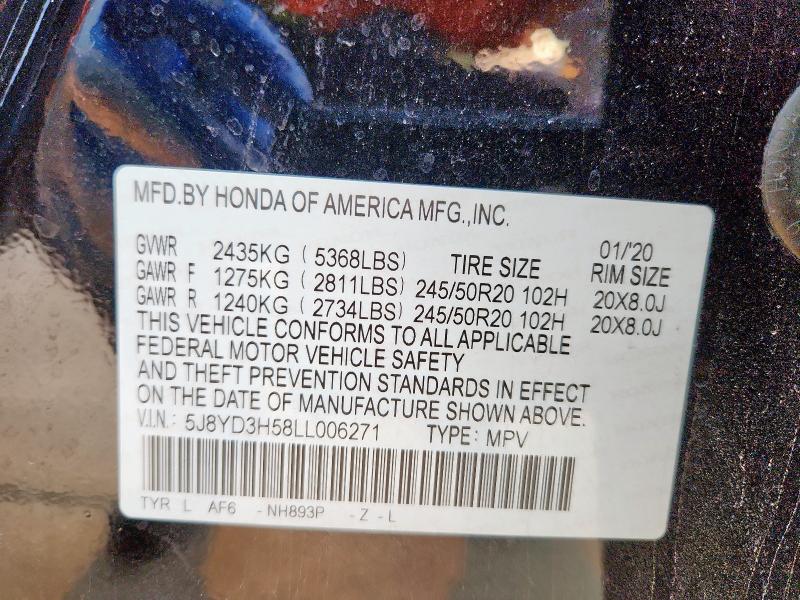 MFD.BY HONDA OF AMERICA MFG.,INC.
GVWR 2435KG ( 5368LBS) TIRE SIZE 01/'20 RIM SIZE
GAWR F 1275KG ( 2811LBS) 245/50R20 102H 20X8.0J
GAWR R 1240KG ( 2734LBS) 245/50R20 102H 20X8.0J
THIS VEHICLE CONFORMS TO ALL APPLICABLE
FEDERAL MOTOR VEHICLE SAFETY
AND THEFT PREVENTION STANDARDS IN EFFECT
ON THE DATE OF MANUFACTURE SHOWN ABOVE.
V.I.N.: 5J8YD3H58LL006271 TYPE: MPV
TYR L AF6 -NH893P -Z-L